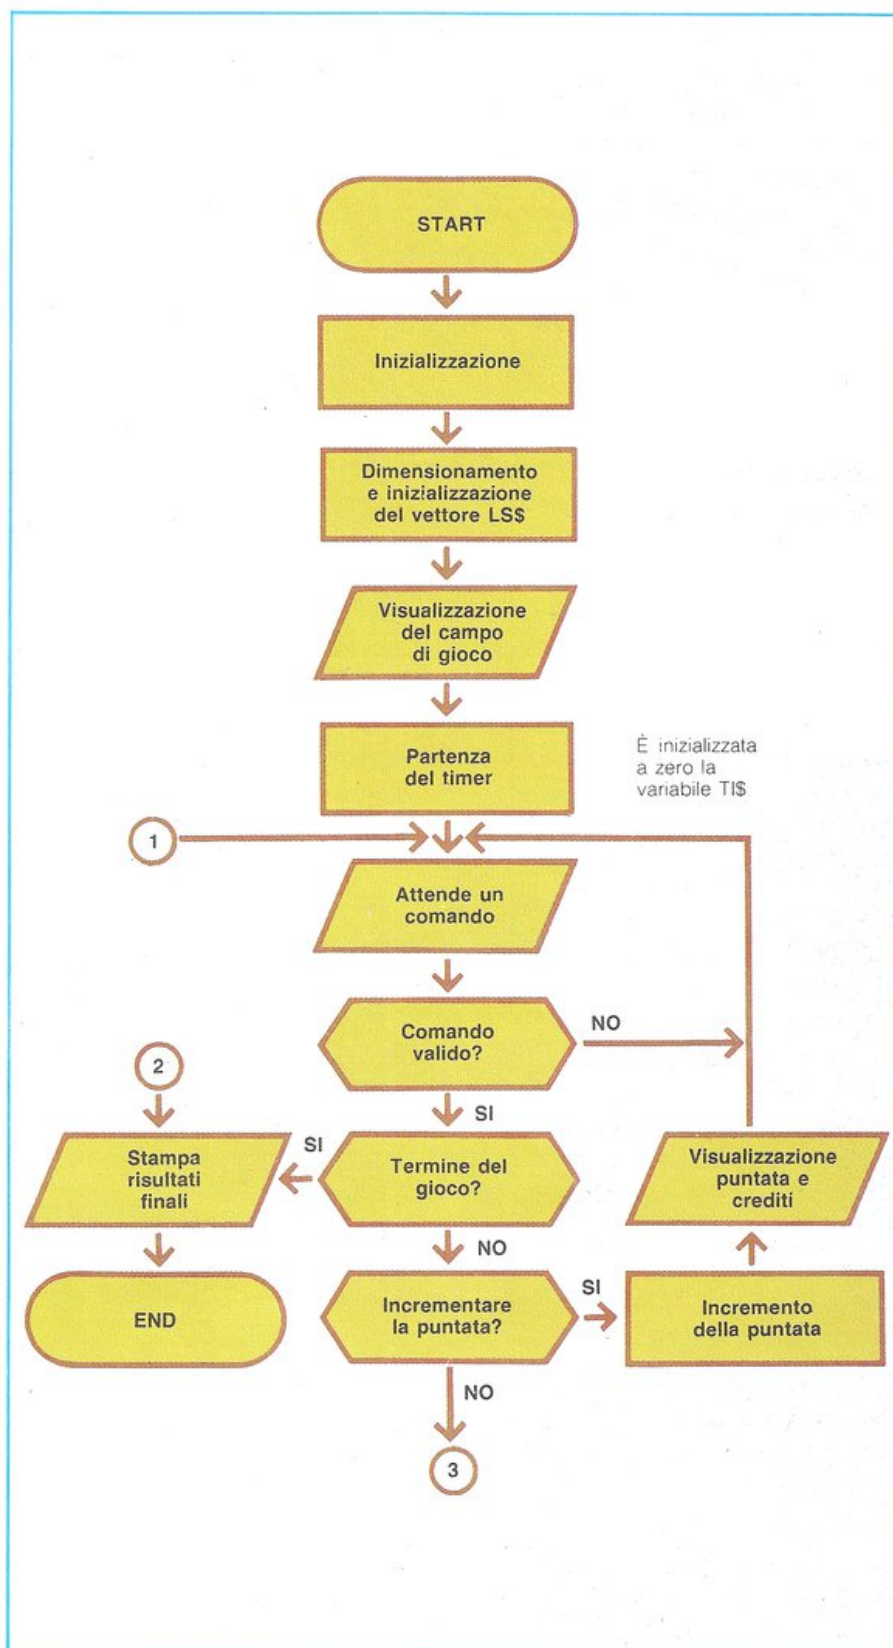 START
Inizializzazione
Dimensionamento
e inizializzazione
del vettore LS$
Visualizzazione
del campo
di gioco
Partenza
del timer
È inizializzata
a zero la
variabile TI$
1
Attende un
comando
Comando
valido?
NO
2
SI
Stampa
risultati
finali
SI
Termine del
gioco?
Visualizzazione
puntata e
crediti
NO
END
Incrementare
la puntata?
SI
Incremento
della puntata
NO
3